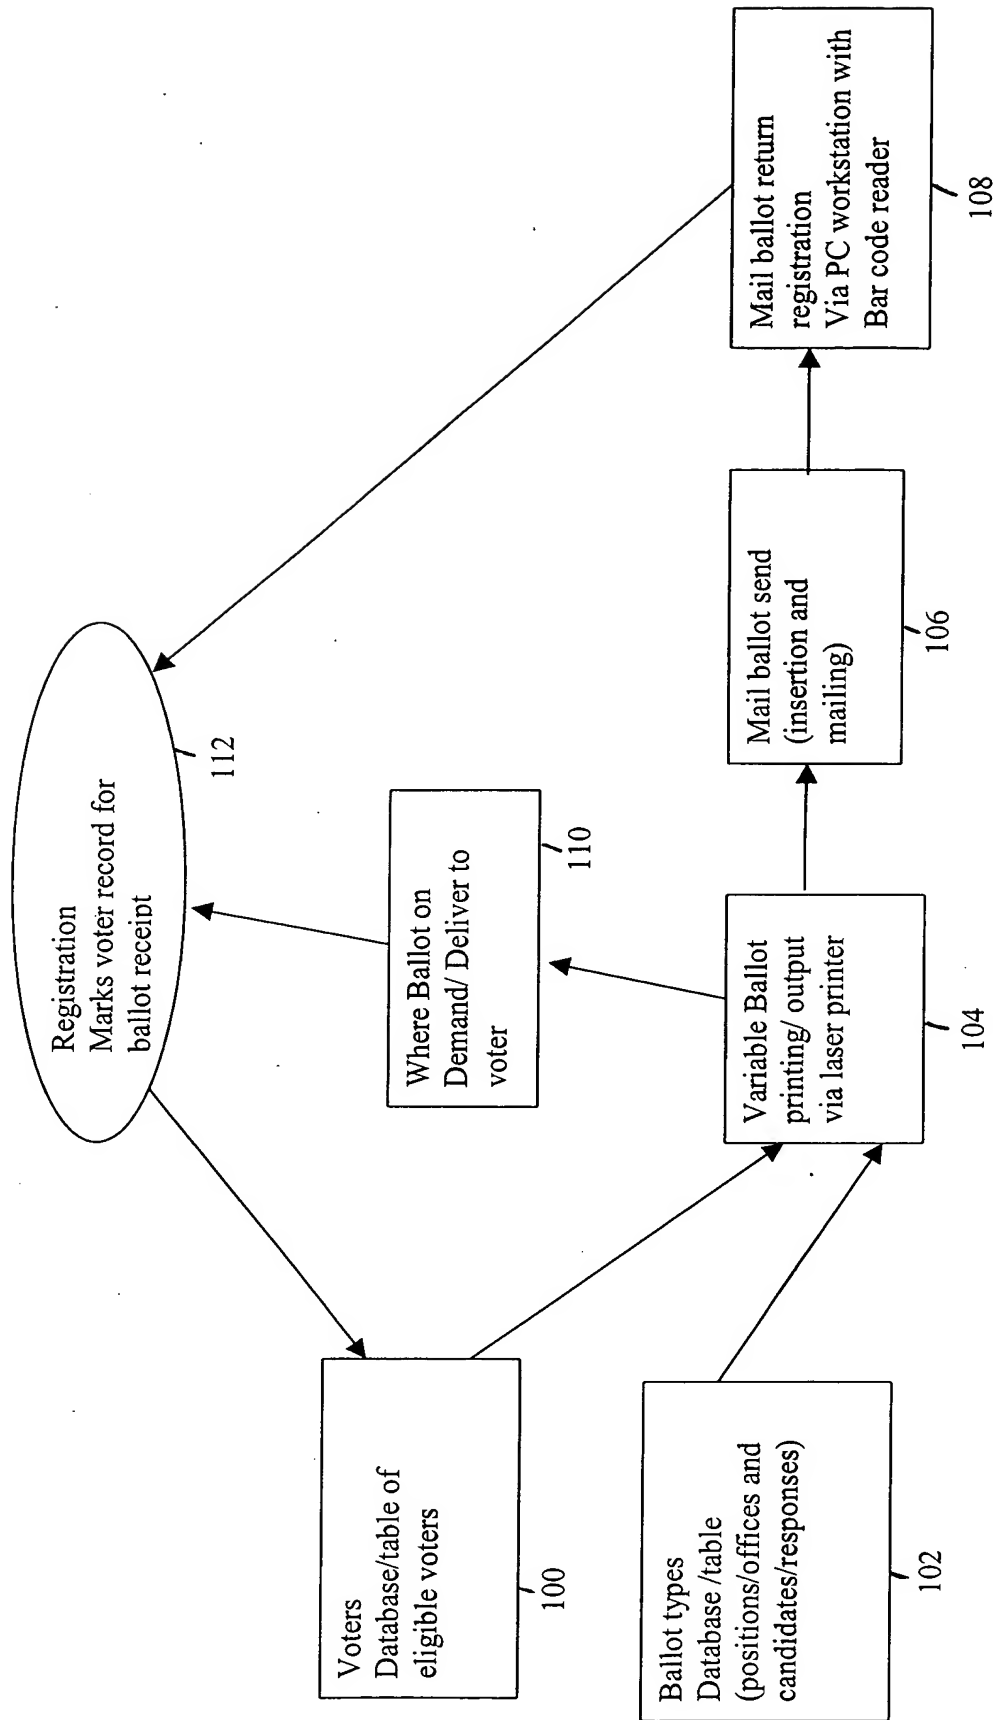 Registration
Marks voter record for
ballot receipt
112
Voters
Database/table of
eligible voters
100
Where Ballot on
Demand/ Deliver to
voter
110
Ballot types
Database /table
(positions/offices and
candidates/responses)
102
Variable Ballot
printing/ output
via laser printer
104
Mail ballot send
(insertion and
mailing)
106
Mail ballot return
registration
Via PC workstation with
Bar code reader
108